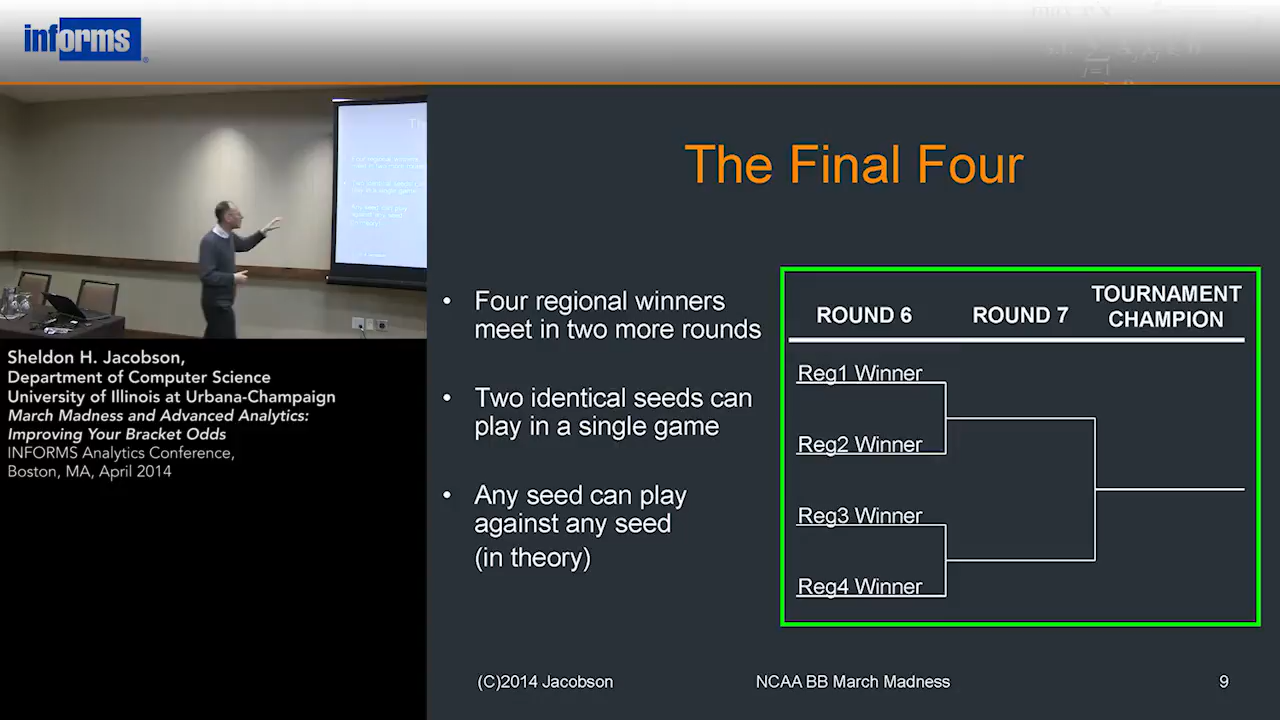 informs
The Final Four
• Four regional winners
meet in two more rounds
• Two identical seeds can
play in a single game
• Any seed can play
against any seed
(in theory)
ROUND 6 ROUND 7 TOURNAMENT
CHAMPION
Reg1 Winner
Reg2 Winner
Reg3 Winner
Reg4 Winner
Sheldon H. Jacobson,
Department of Computer Science
University of Illinois at Urbana-Champaign
March Madness and Advanced Analytics:
Improving Your Bracket Odds
INFORMS Analytics Conference,
Boston, MA, April 2014
(C)2014 Jacobson NCAA BB March Madness 9